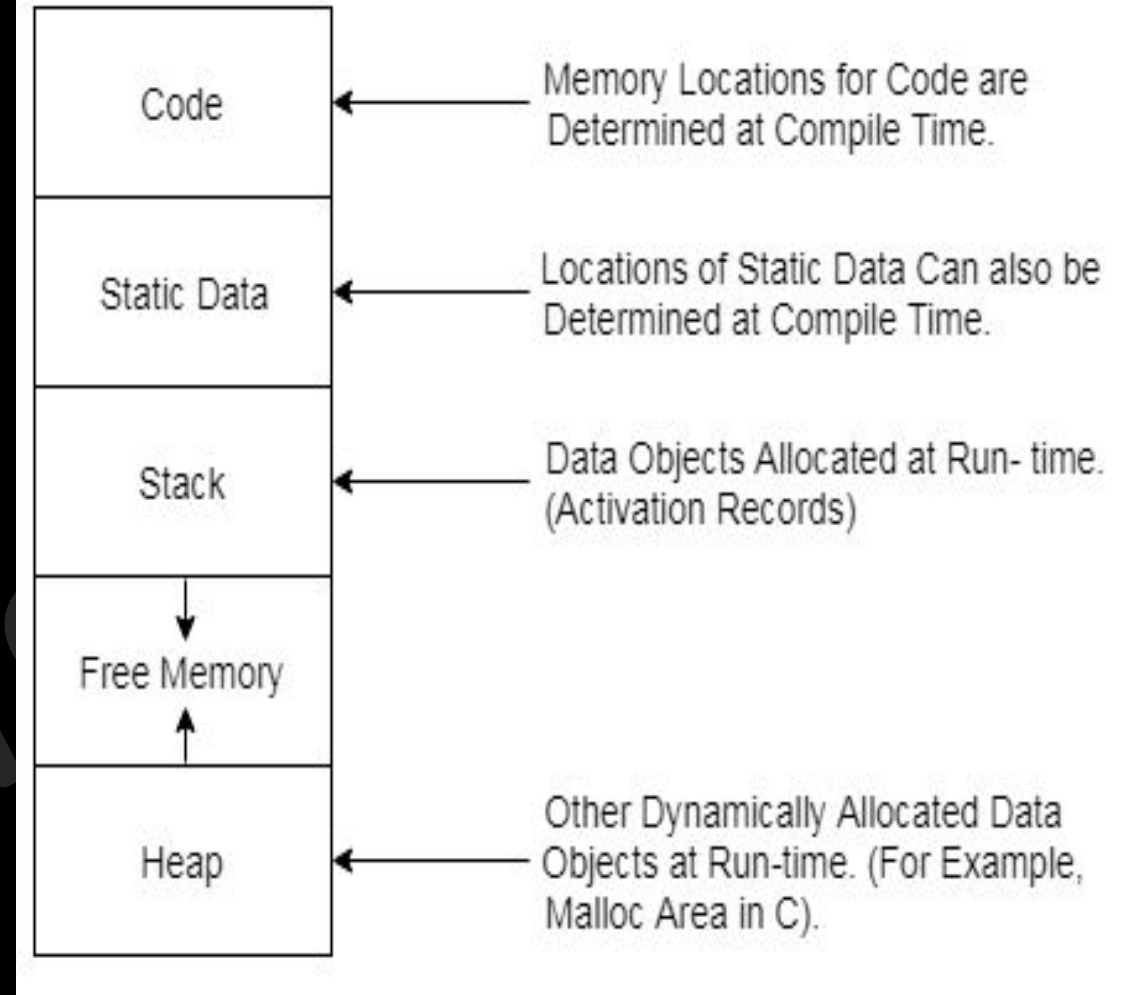 Code
Memory Locations for Code are
Determined at Compile Time.
Static Data
Locations of Static Data Can also be
Determined at Compile Time.
Stack
Data Objects Allocated at Run- time.
(Activation Records)
Free Memory
Heap
Other Dynamically Allocated Data
Objects at Run-time. (For Example,
Malloc Area in C).